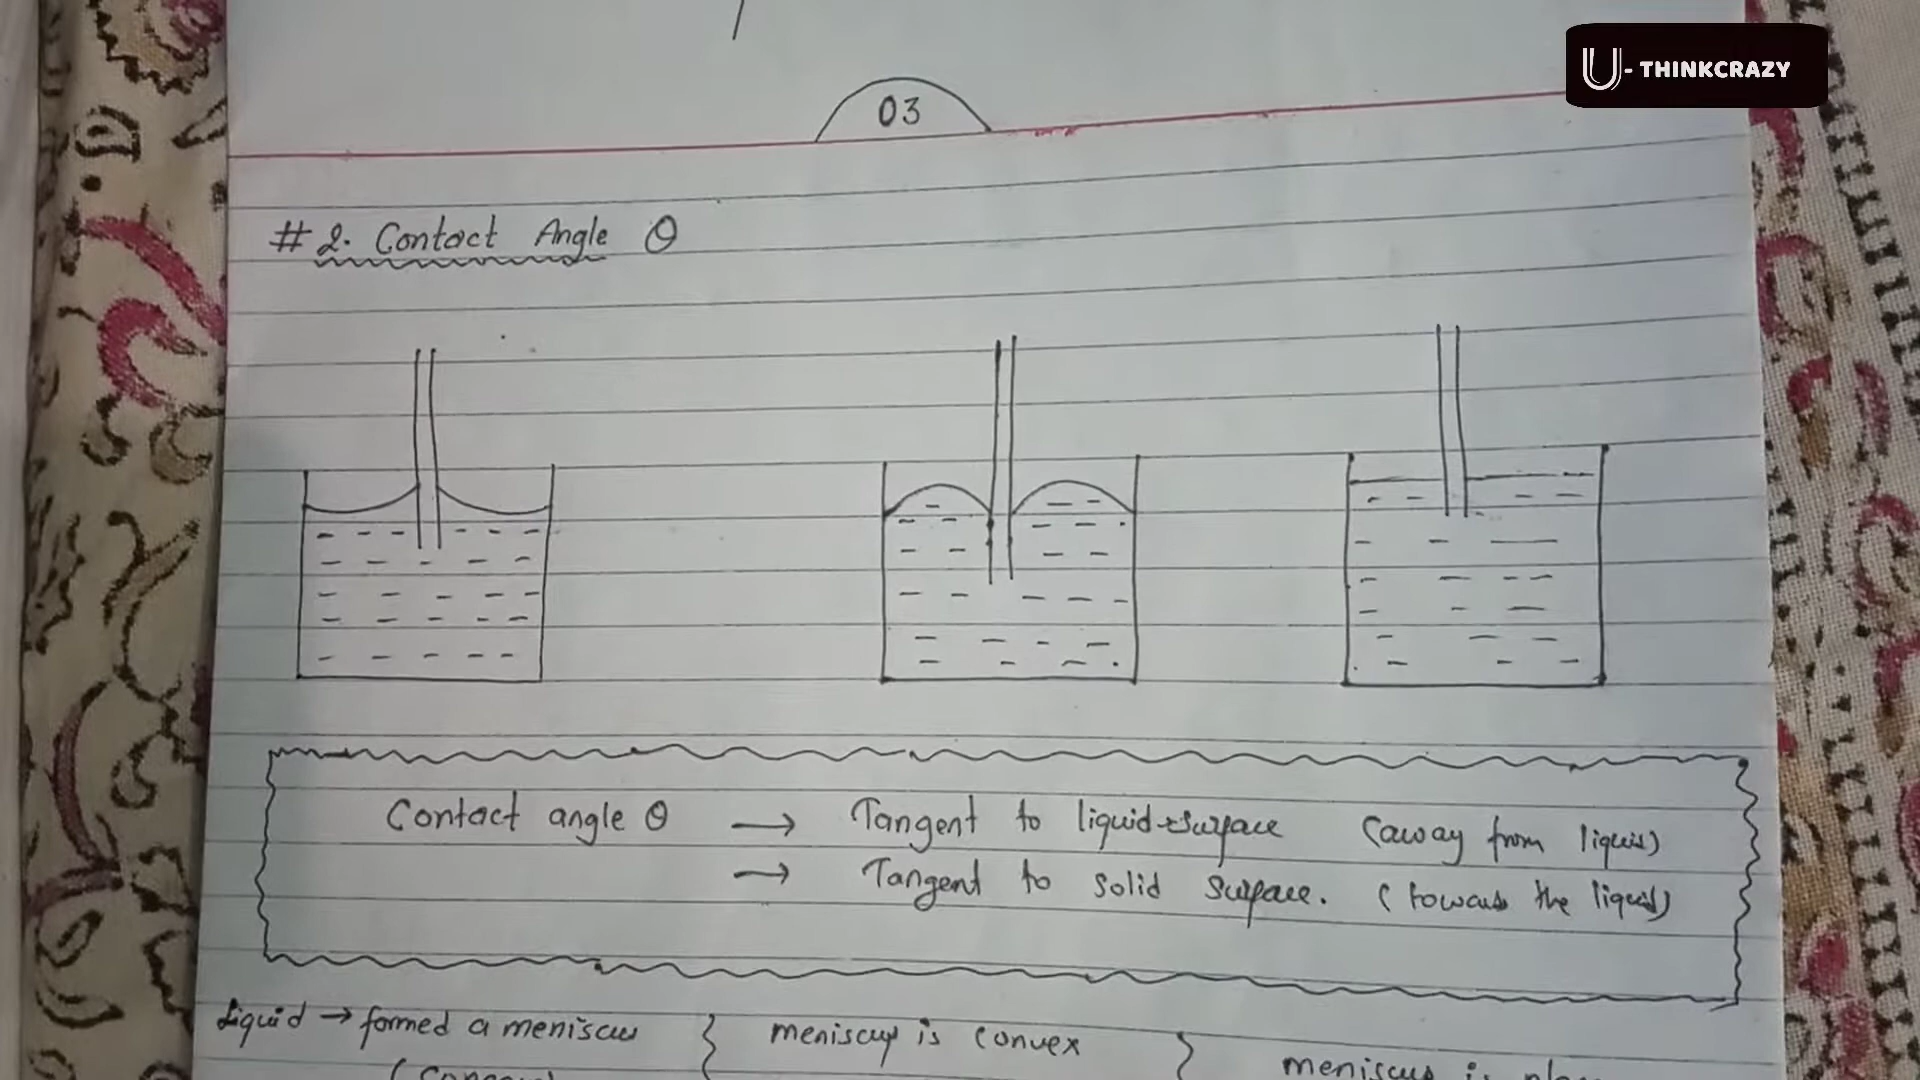 U - THINKCRAZY
03
# 2. Contact Angle θ
Contact angle θ → Tangent to liquid surface (away from liquid)
→ Tangent to solid surface. (towards the liquid)
Liquid → formed a meniscus } meniscus is convex }
meniscus is